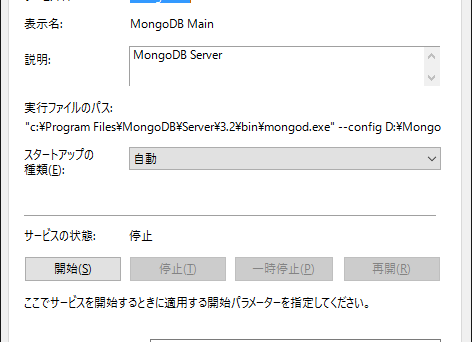 表示名: MongoDB Main
説明: MongoDB Server
実行ファイルのパス:
"c:¥Program Files¥MongoDB¥Server¥3.2¥bin¥mongod.exe" --config D:¥Mongo
スタートアップの
種類(E): 自動
サービスの状態: 停止
開始(S) 停止(T) 一時停止(P) 再開(R)
ここでサービスを開始するときに適用する開始パラメーターを指定してください。